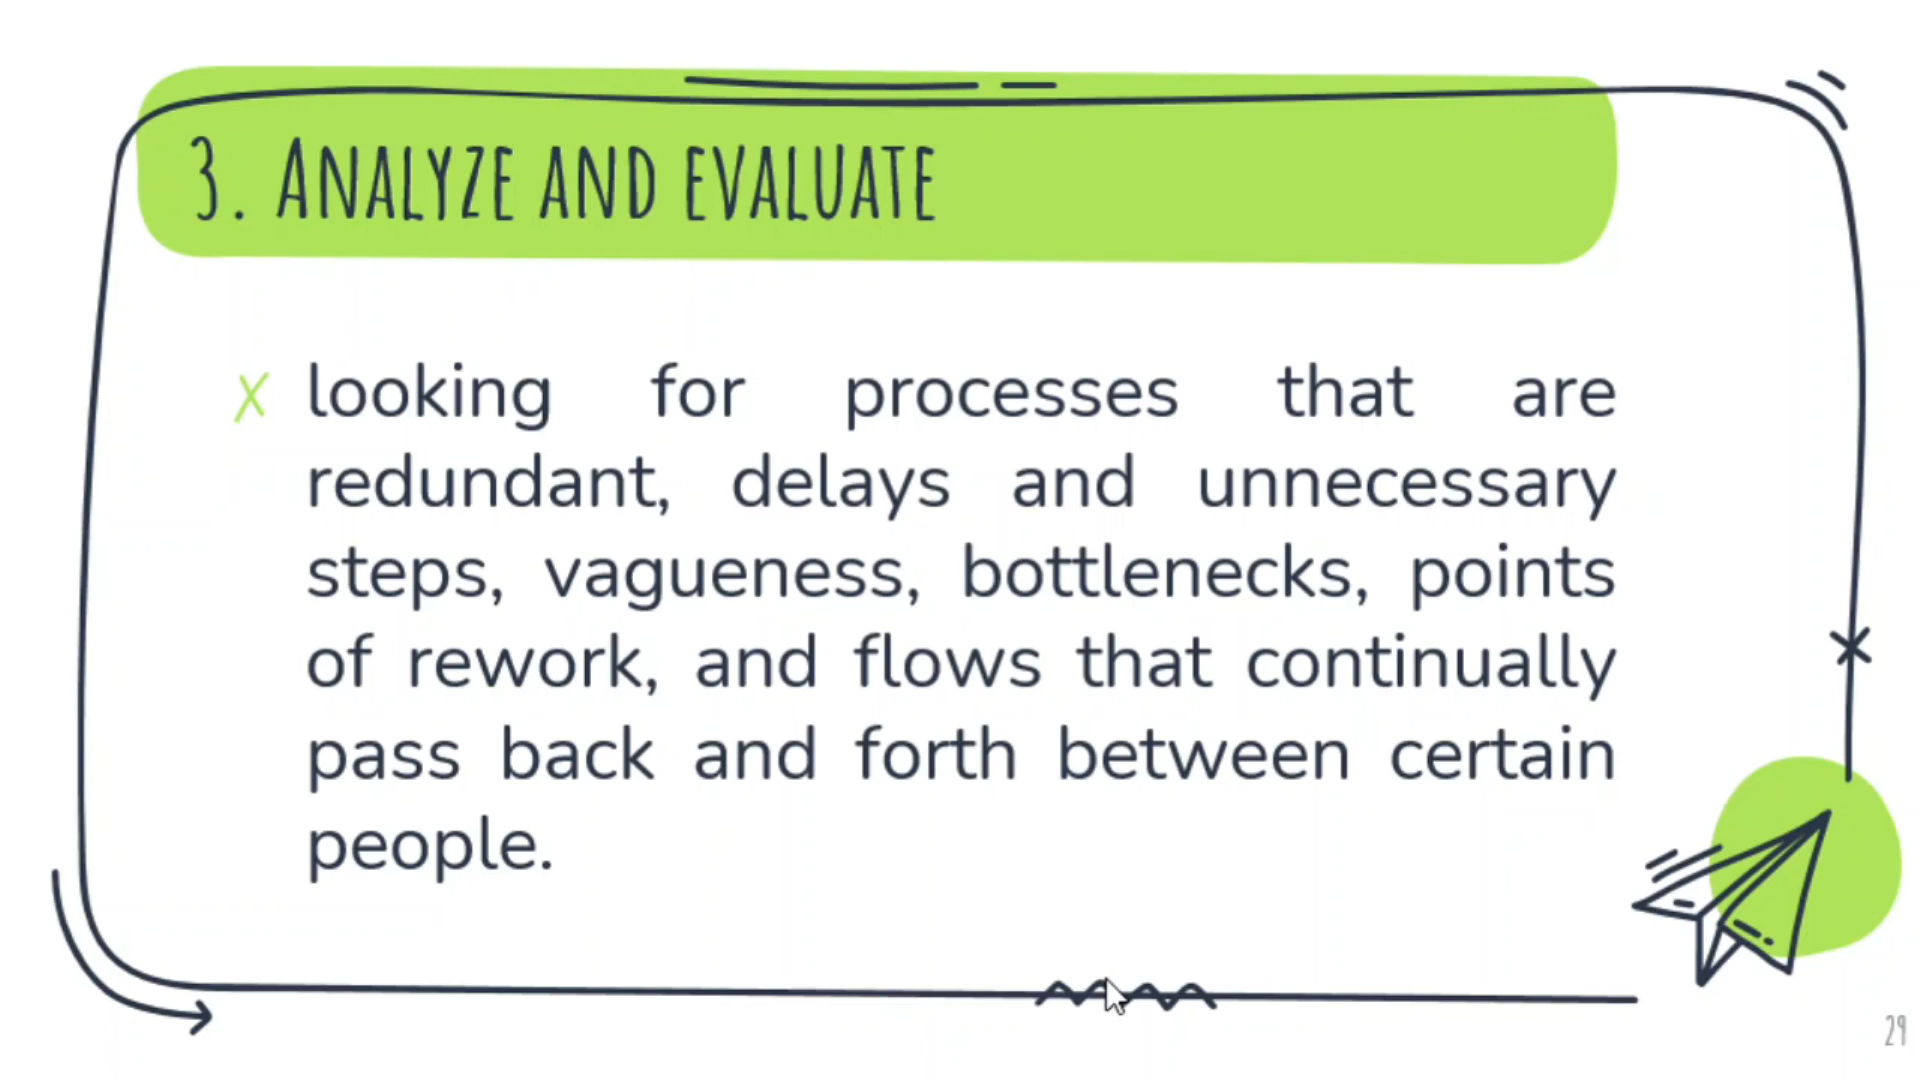 3. Analyze and evaluate
x looking for processes that are
redundant, delays and unnecessary
steps, vagueness, bottlenecks, points
of rework, and flows that continually
pass back and forth between certain
people.
29